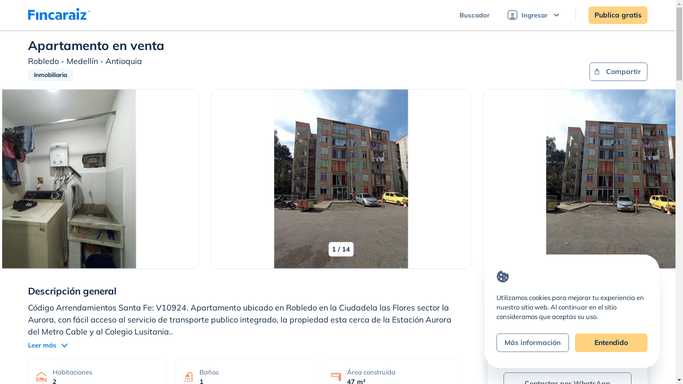 Fincaraiz
Buscador
Ingresar
Publica gratis
Apartamento en venta
Robledo - Medellín - Antioquia
Inmobiliaria
Compartir
1 / 14
Descripción general
Código Arrendamientos Santa Fe: V10924. Apartamento ubicado en Robledo en la Ciudadela las Flores sector la
Aurora, con fácil acceso al servicio de transporte publico integrado, la propiedad esta cerca de la Estación Aurora
del Metro Cable y al Colegio Lusitania..
Leer más
Habitaciones
2
Baños
1
Área construida
47 m²
Utilizamos cookies para mejorar tu experiencia en
nuestro sitio web. Al continuar en el sitio
consideramos que aceptas su uso.
Más información
Entendido
Contactar por WhatsApp